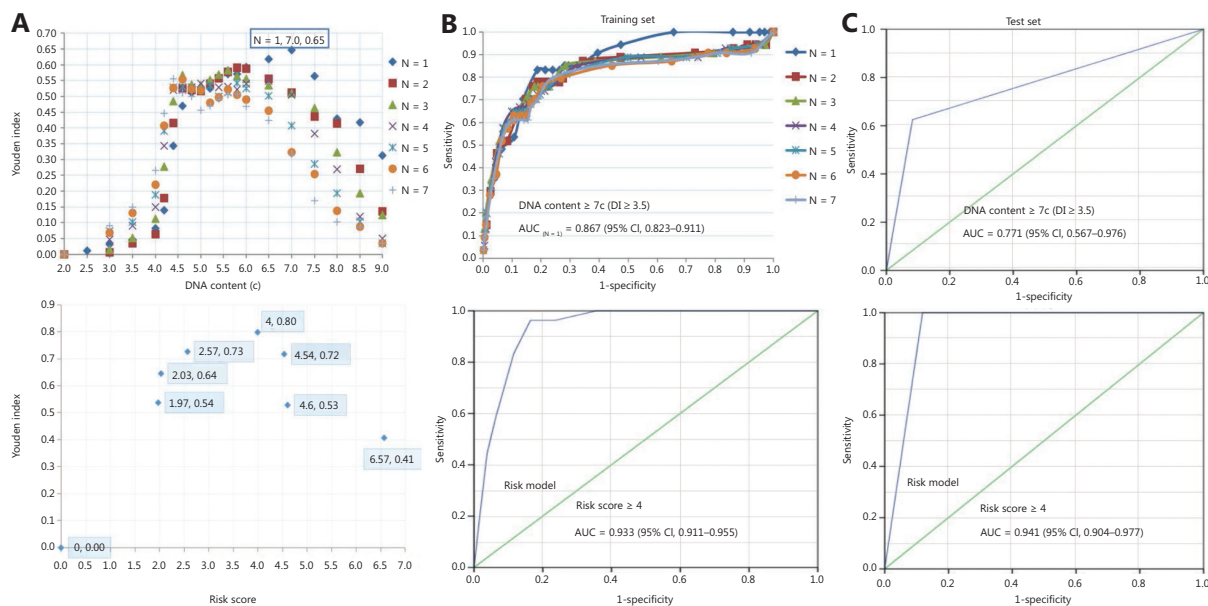 A
N = 1, 7.0, 0.65
0.70
0.65
0.60
0.55
0.50
0.45
0.40
0.35
0.30
0.25
0.20
0.15
0.10
0.05
0.00
Youden index
2.0 2.5 3.0 3.5 4.0 4.5 5.0 5.5 6.0 6.5 7.0 7.5 8.0 8.5 9.0
DNA content (c)
N = 1
N = 2
N = 3
N = 4
N = 5
N = 6
N = 7
B
Training set
1.0
0.9
0.8
0.7
0.6
0.5
0.4
0.3
0.2
0.1
0.0
Sensitivity
DNA content ≥ 7c (DI ≥ 3.5)
AUC (N = 1) = 0.867 (95% CI, 0.823–0.911)
0.0 0.1 0.2 0.3 0.4 0.5 0.6 0.7 0.8 0.9 1.0
1-specificity
N = 1
N = 2
N = 3
N = 4
N = 5
N = 6
N = 7
C
Test set
1.0
0.8
0.6
0.4
0.2
0.0
Sensitivity
DNA content ≥ 7c (DI ≥ 3.5)
AUC = 0.771 (95% CI, 0.567–0.976)
0.0 0.2 0.4 0.6 0.8 1.0
1-specificity
0.9
0.8
0.7
0.6
0.5
0.4
0.3
0.2
0.1
0.0
Youden index
4, 0.80
2.57, 0.73
4.54, 0.72
2.03, 0.64
1.97, 0.54
4.6, 0.53
6.57, 0.41
0, 0.00
0.0 0.5 1.0 1.5 2.0 2.5 3.0 3.5 4.0 4.5 5.0 5.5 6.0 6.5 7.0
Risk score
1.0
0.8
0.6
0.4
0.2
0.0
Sensitivity
Risk model
Risk score ≥ 4
AUC = 0.933 (95% CI, 0.911–0.955)
0.0 0.2 0.4 0.6 0.8 1.0
1-specificity
1.0
0.8
0.6
0.4
0.2
0.0
Sensitivity
Risk model
Risk score ≥ 4
AUC = 0.941 (95% CI, 0.904–0.977)
0.0 0.2 0.4 0.6 0.8 1.0
1-specificity